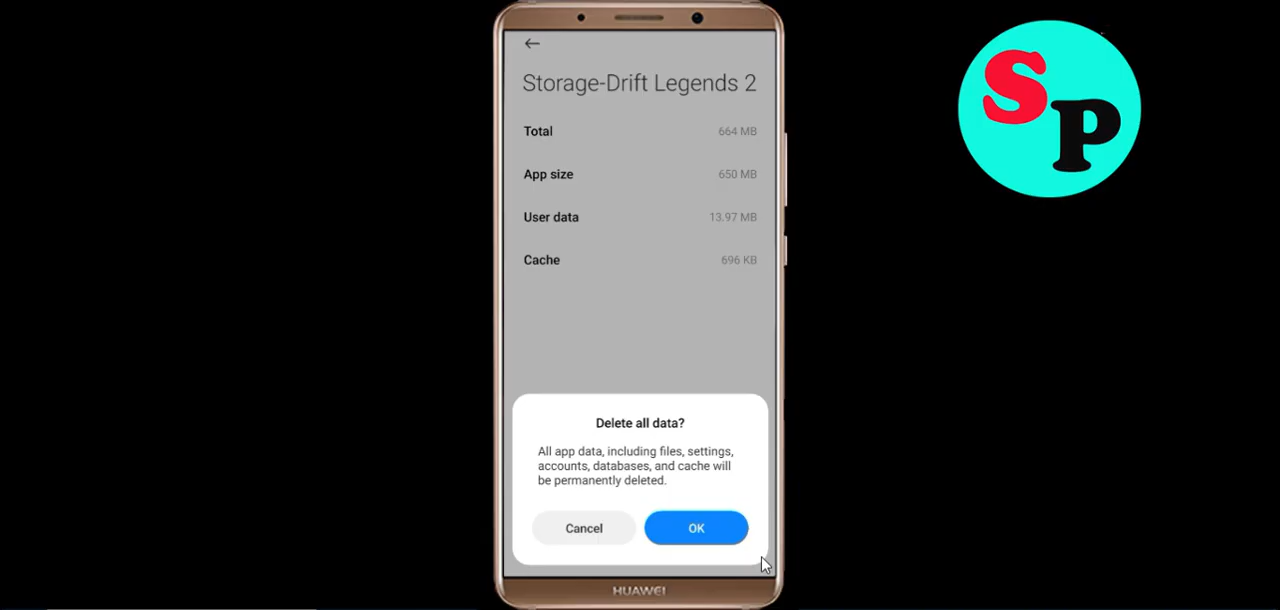 Storage-Drift Legends 2
Total 664 MB
App size 650 MB
User data 13.97 MB
Cache 696 KB
Delete all data?
All app data, including files, settings,
accounts, databases, and cache will
be permanently deleted.
Cancel OK
HUAWEI
SP